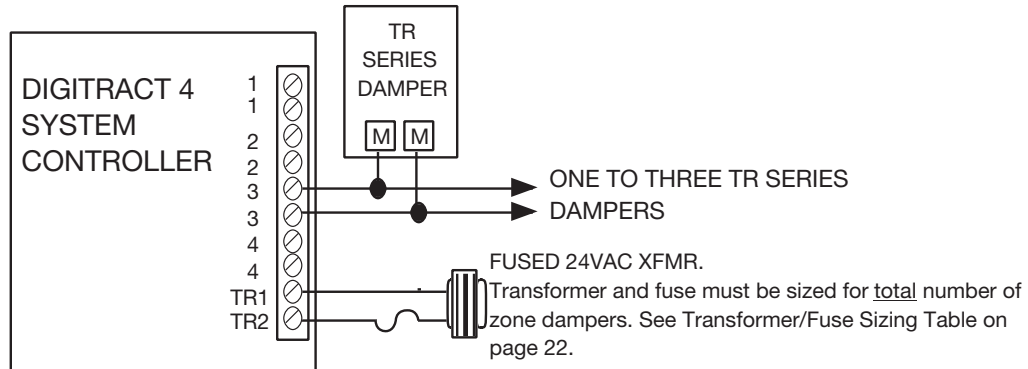 TR
SERIES
DAMPER
M M
DIGITRACT 4
SYSTEM
CONTROLLER
1
1
2
2
3
3
4
4
TR1
TR2
ONE TO THREE TR SERIES
DAMPERS
FUSED 24VAC XFMR.
Transformer and fuse must be sized for total number of
zone dampers. See Transformer/Fuse Sizing Table on
page 22.